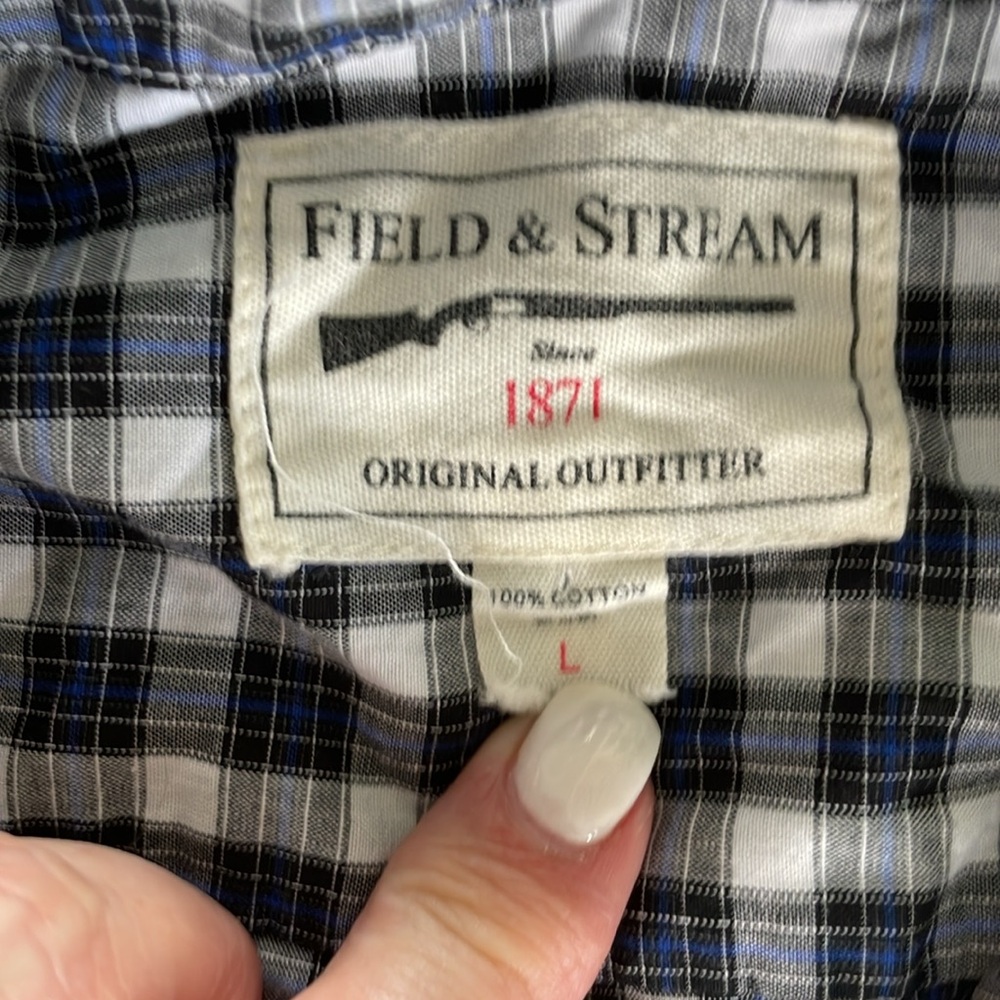 FIELD & STREAM
Since
1871
ORIGINAL OUTFITTER
100% COTTON
L